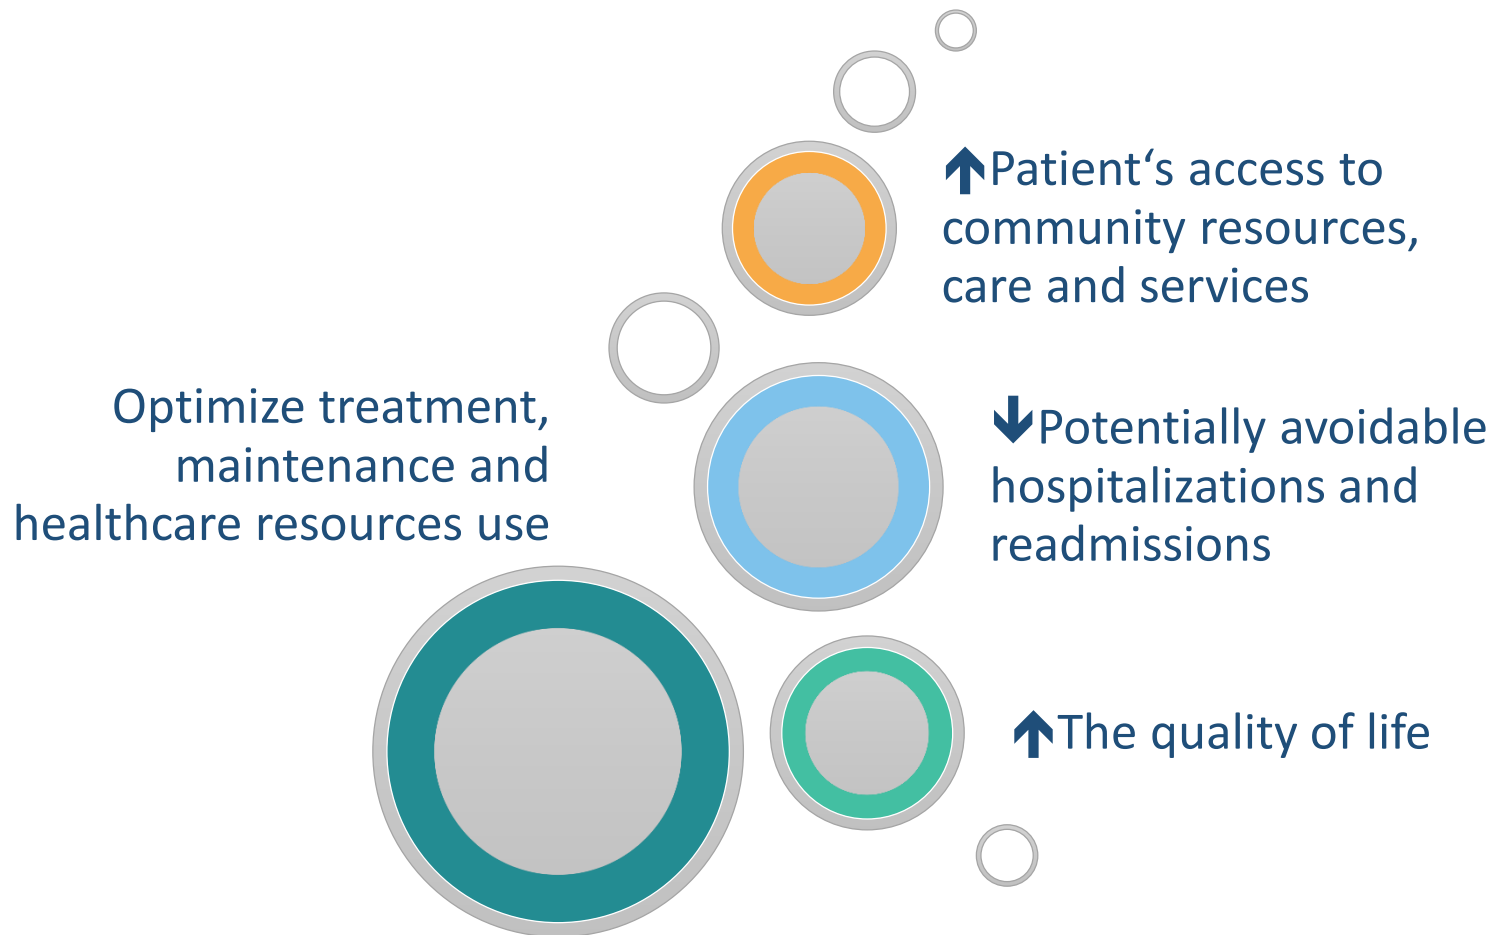 ↑Patient‘s access to
community resources,
care and services
Optimize treatment,
maintenance and
healthcare resources use
↓Potentially avoidable
hospitalizations and
readmissions
↑The quality of life